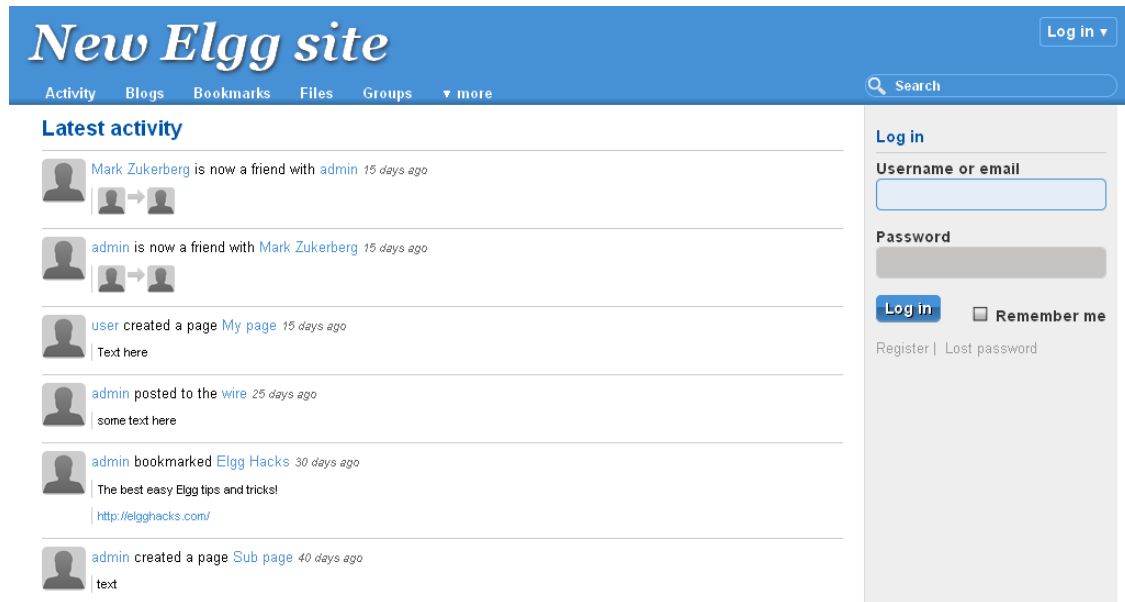 New Elgg site
Log in ▾
Activity Blogs Bookmarks Files Groups ▼ more
Search
Latest activity
Mark Zukerberg is now a friend with admin 15 days ago
admin is now a friend with Mark Zukerberg 15 days ago
user created a page My page 15 days ago
Text here
admin posted to the wire 25 days ago
some text here
admin bookmarked Elgg Hacks 30 days ago
The best easy Elgg tips and tricks!
http://elgghacks.com/
admin created a page Sub page 40 days ago
text
Log in
Username or email
Password
Log in
Remember me
Register | Lost password